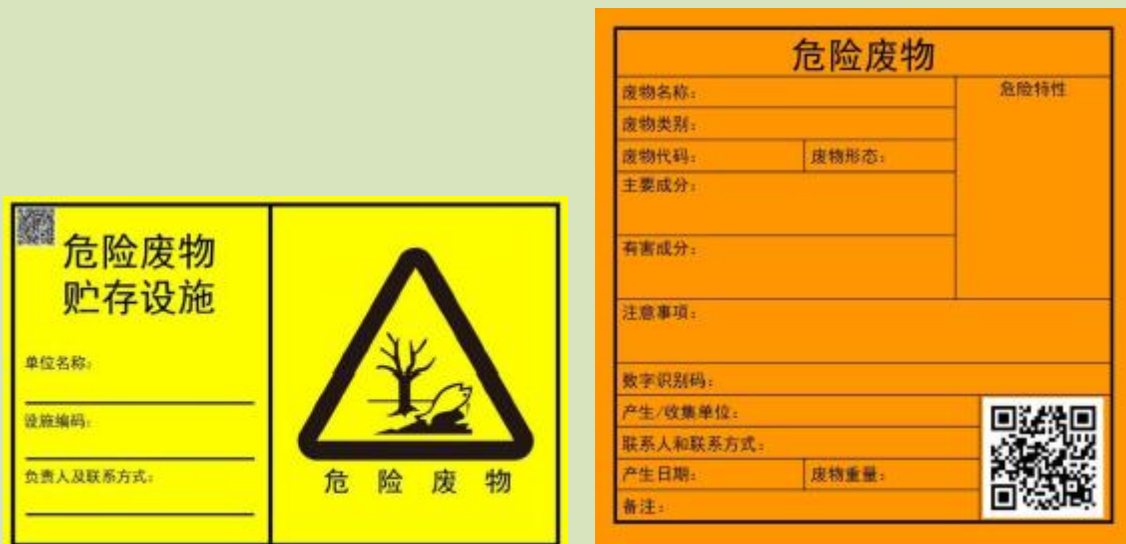 危险废物
贮存设施
单位名称:
设施编码:
负责人及联系方式:
危险废物
危险废物
废物名称:
危险特性
废物类别:
废物代码:
废物形态:
主要成分:
有害成分:
注意事项:
数字识别码:
产生/收集单位:
联系人和联系方式:
产生日期:
废物重量:
备注: